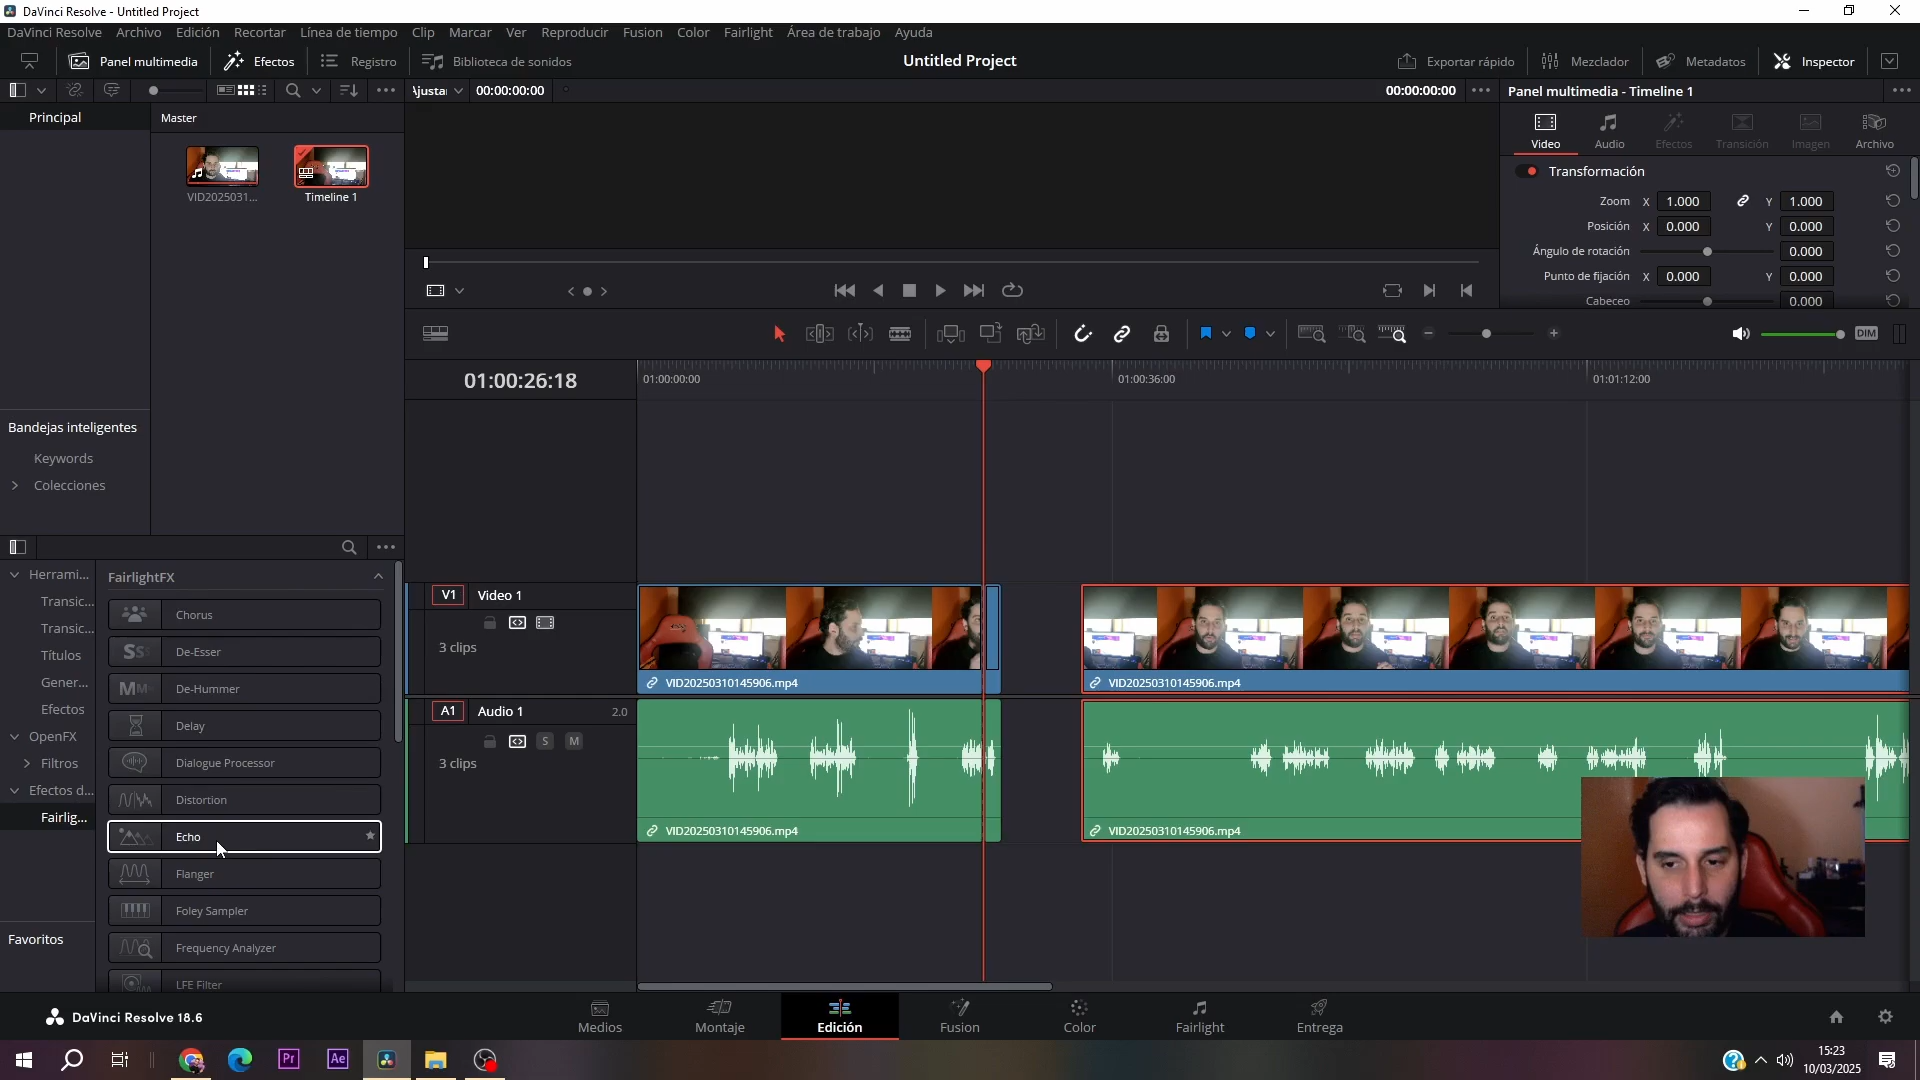 DaVinci Resolve - Untitled Project
DaVinci Resolve Archivo Edición Recortar Línea de tiempo Clip Marcar Ver Reproducir Fusion Color Fairlight Área de trabajo Ayuda
Panel multimedia Efectos Registro Biblioteca de sonidos Untitled Project Exportar rápido Mezclador Metadatos Inspector
Ajustar 00:00:00:00 00:00:00:00 Panel multimedia - Timeline 1
Principal Master
Video Audio Efectos Transición Imagen Archivo
VID2025031... Timeline 1
Transformación
Zoom X 1.000 Y 1.000
Posición X 0.000 Y 0.000
Ángulo de rotación 0.000
Punto de fijación X 0.000 Y 0.000
Cabeceo 0.000
DIM
01:00:26:18 01:00:00:00 01:00:36:00 01:01:12:00
Bandejas inteligentes
Keywords
Colecciones
Herrami...
Transic...
Transic...
Títulos
Gener...
Efectos
OpenFX
Filtros
Efectos d...
Fairlig...
Favoritos
FairlightFX
Chorus
De-Esser
De-Hummer
Delay
Dialogue Processor
Distortion
Echo
Flanger
Foley Sampler
Frequency Analyzer
LFE Filter
V1 Video 1
3 clips
VID20250310145906.mp4 VID20250310145906.mp4
A1 Audio 1 2.0
S M
3 clips
VID20250310145906.mp4 VID20250310145906.mp4
DaVinci Resolve 18.6
Medios Montaje Edición Fusion Color Fairlight Entrega
Pr Ae
15:23
10/03/2025